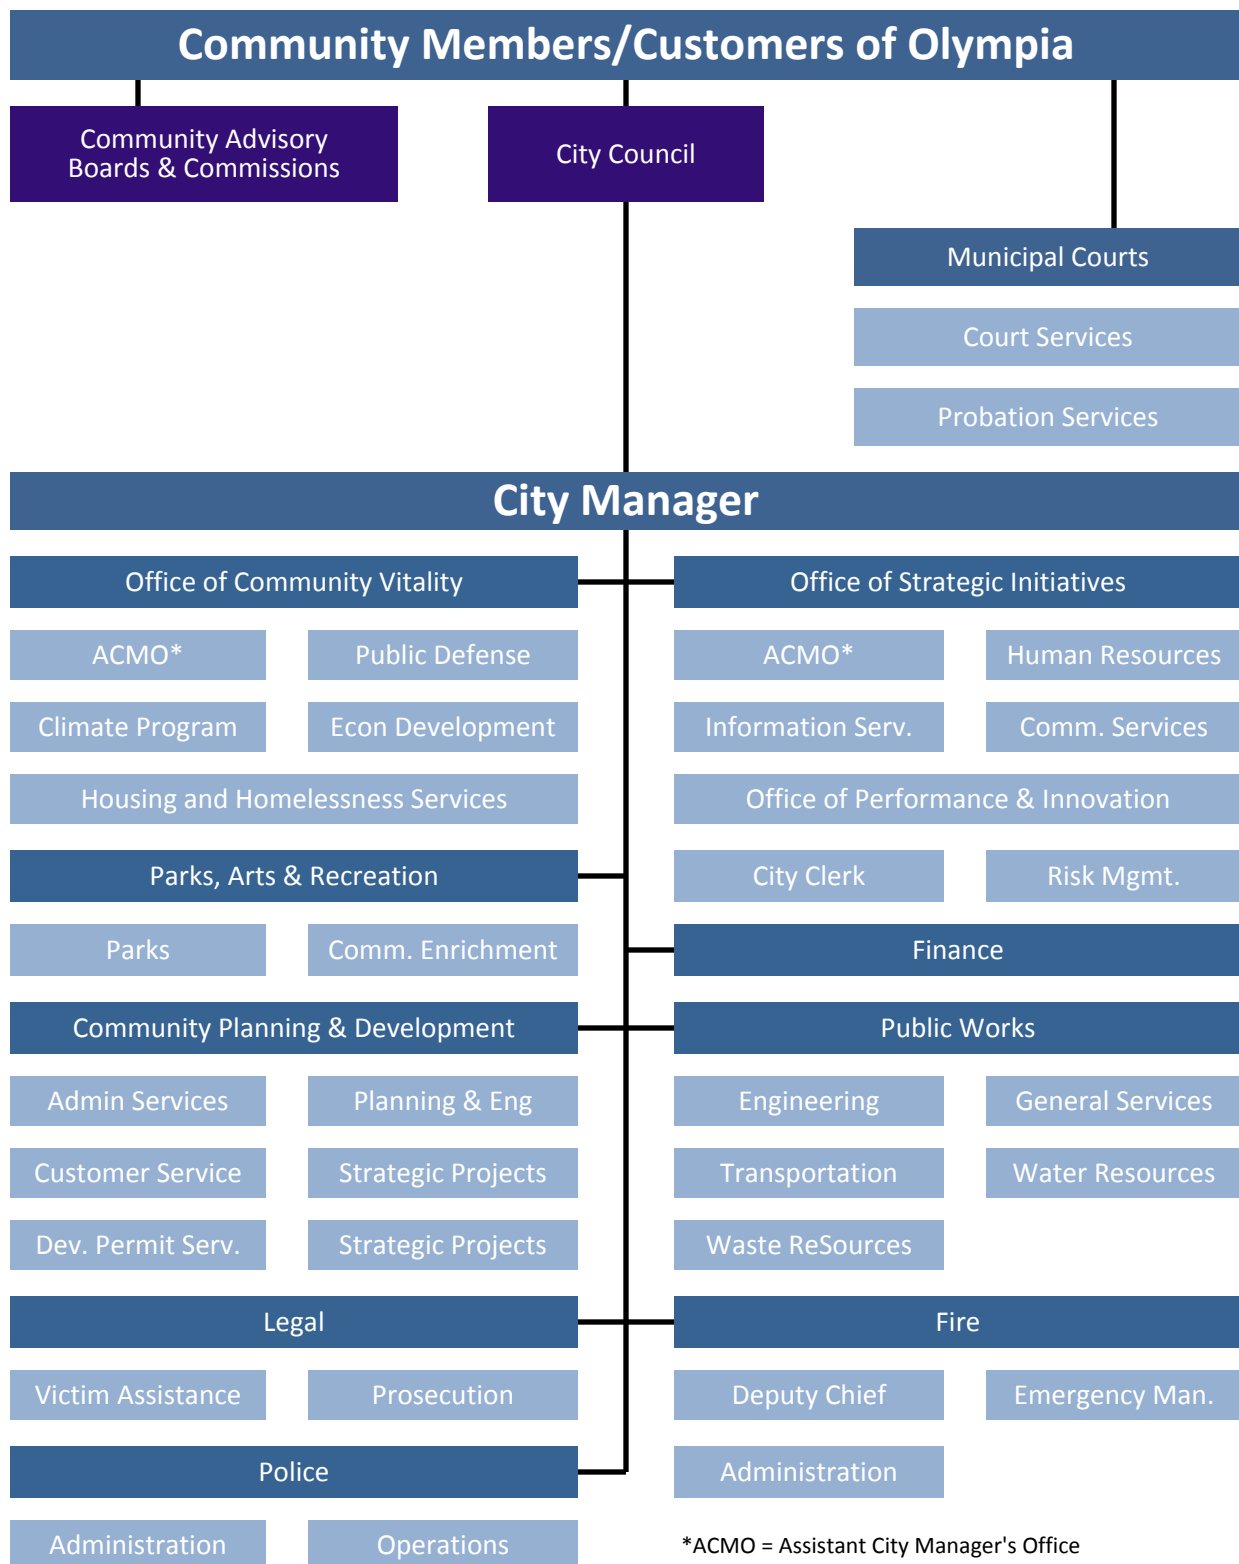 Community Members/Customers of Olympia
Community Advisory
Boards & Commissions
City Council
Municipal Courts
Court Services
Probation Services
City Manager
Office of Community Vitality
ACMO*
Public Defense
Climate Program
Econ Development
Housing and Homelessness Services
Parks, Arts & Recreation
Parks
Comm. Enrichment
Community Planning & Development
Admin Services
Planning & Eng
Customer Service
Strategic Projects
Dev. Permit Serv.
Strategic Projects
Legal
Victim Assistance
Prosecution
Police
Administration
Operations
Office of Strategic Initiatives
ACMO*
Human Resources
Information Serv.
Comm. Services
Office of Performance & Innovation
City Clerk
Risk Mgmt.
Finance
Public Works
Engineering
General Services
Transportation
Water Resources
Waste ReSources
Fire
Deputy Chief
Emergency Man.
Administration
*ACMO = Assistant City Manager's Office